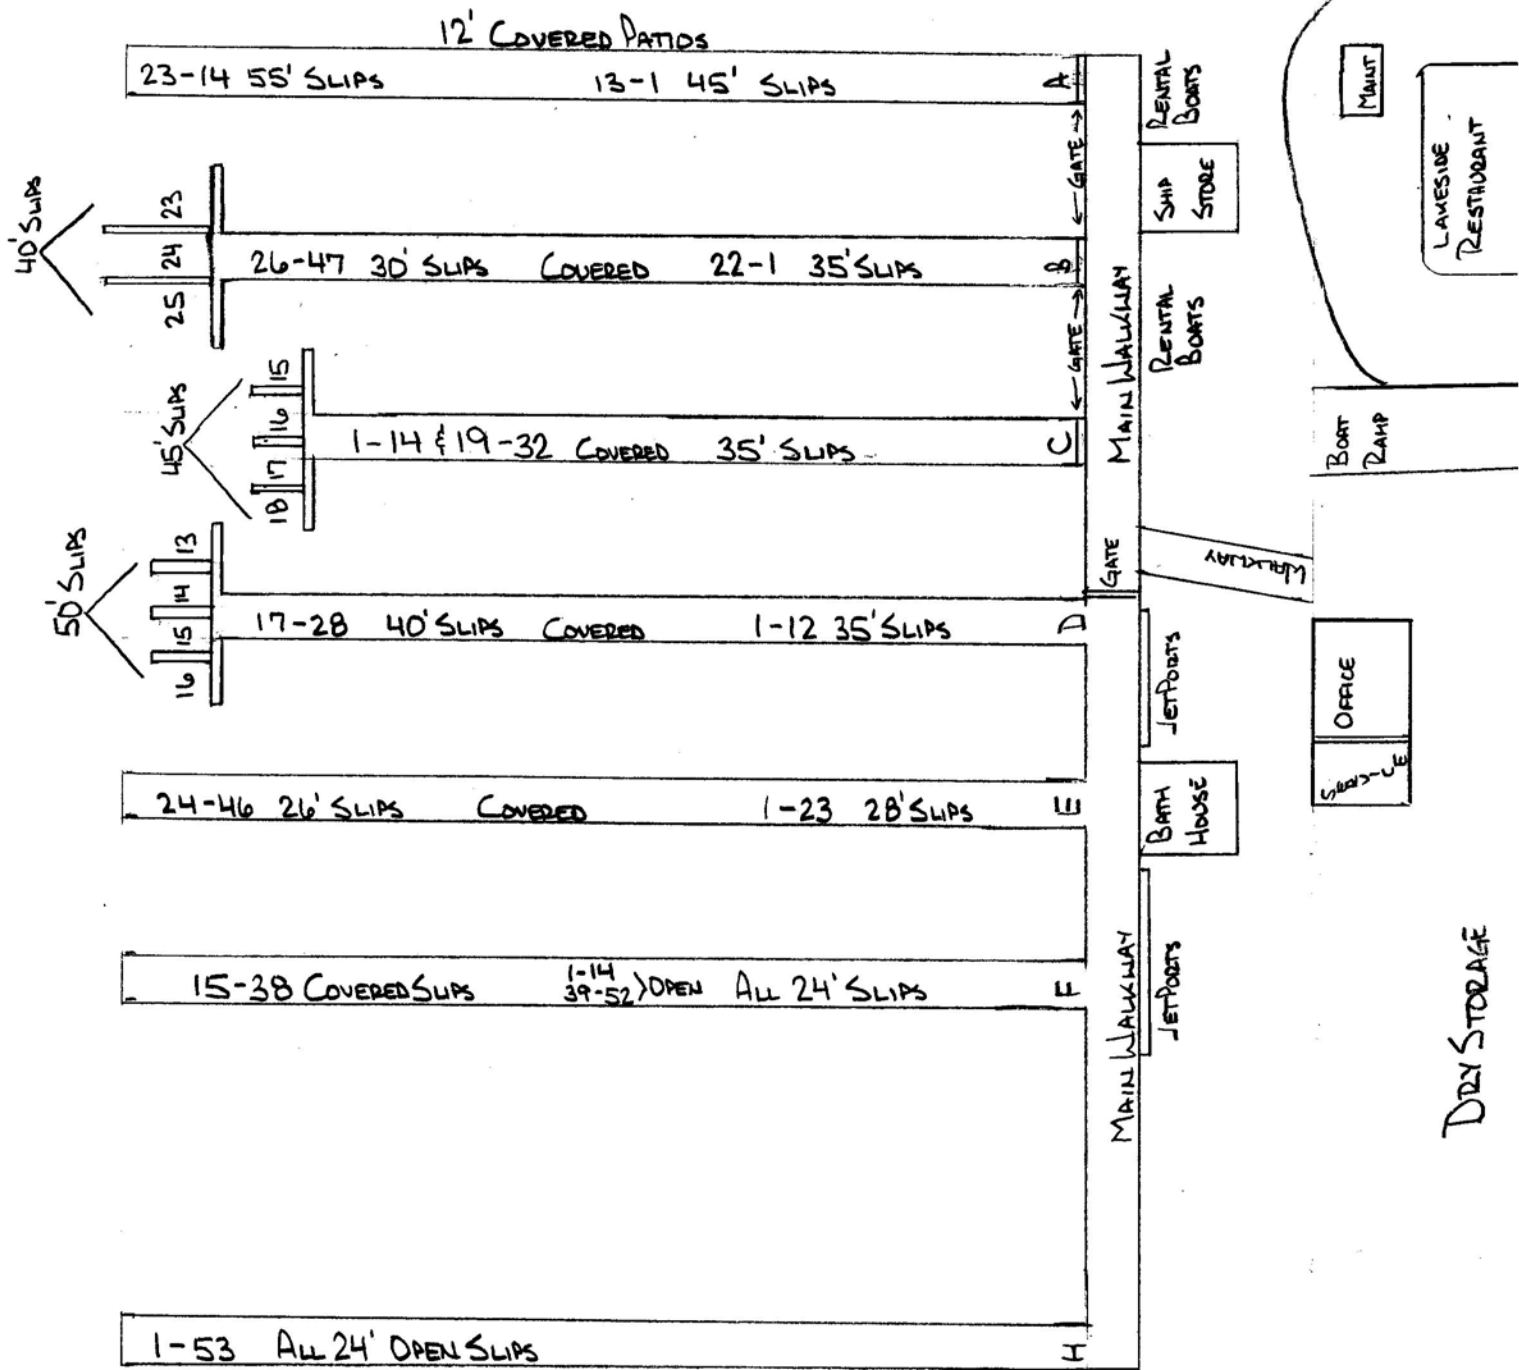 12' COVERED PATIOS
23-14 55' SLIPS 13-1 45' SLIPS A
RENTAL
BOATS
MAINT
LAKESIDE
RESTAURANT
←GATE→
SHIP
STORE
40' SLIPS
23
24
25
26-47 30' SLIPS COVERED 22-1 35' SLIPS B
MAIN WALKWAY
RENTAL
BOATS
←GATE→
45' SLIPS
15
16
17
18
1-14 & 19-32 COVERED 35' SLIPS C
BOAT
RAMP
GATE
WALKWAY
50' SLIPS
13
14
15
16
17-28 40' SLIPS COVERED 1-12 35' SLIPS D
JETPORTS
OFFICE
24-46 26' SLIPS COVERED 1-23 28' SLIPS E
BATH
HOUSE
15-38 COVERED SLIPS 1-14
39-52 ) OPEN ALL 24' SLIPS F
MAIN WALKWAY
JETPORTS
DRY STORAGE
1-53 ALL 24' OPEN SLIPS H